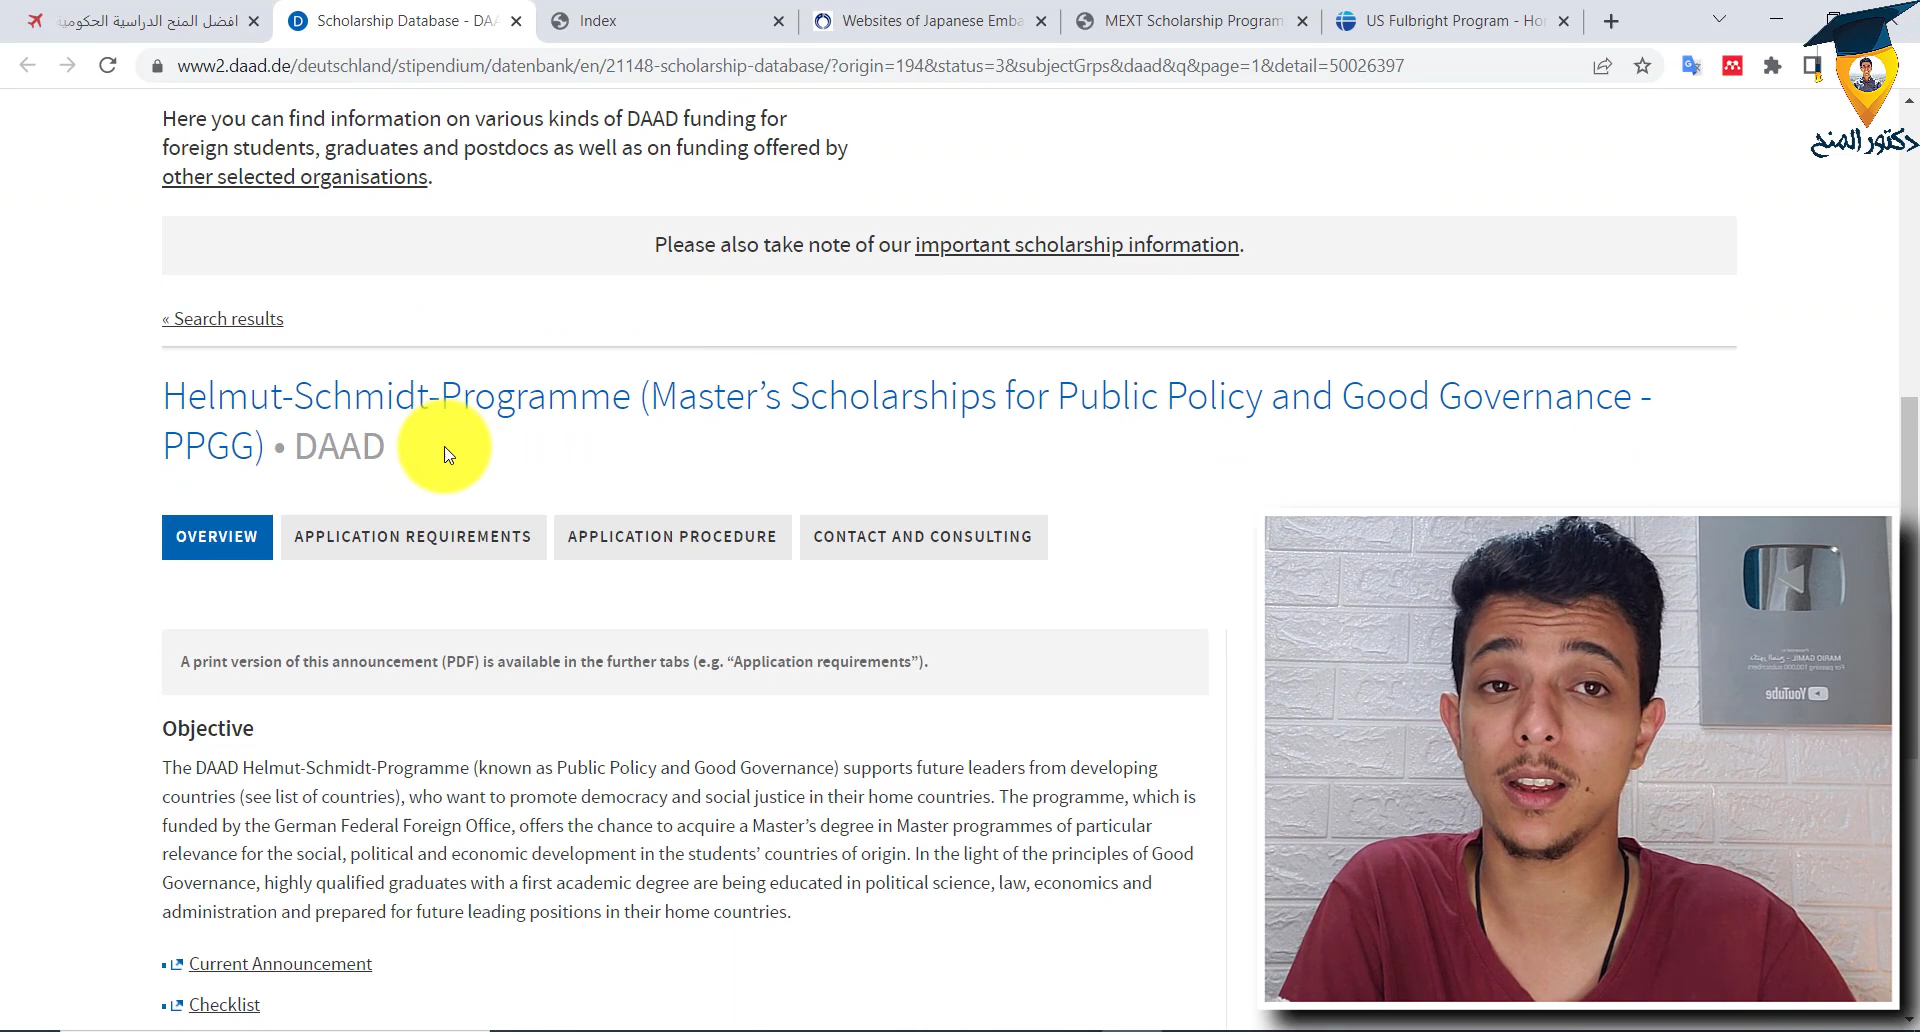 افضل المنح الدراسية الحكومية
Scholarship Database - DAA
Index
Websites of Japanese Emba
MEXT Scholarship Program
US Fulbright Program - Ho
www2.daad.de/deutschland/stipendium/datenbank/en/21148-scholarship-database/?origin=194&status=3&subjectGrps&daad&q&page=1&detail=50026397
دكتور المنح
Here you can find information on various kinds of DAAD funding for
foreign students, graduates and postdocs as well as on funding offered by
other selected organisations.
Please also take note of our important scholarship information.
« Search results
Helmut-Schmidt-Programme (Master’s Scholarships for Public Policy and Good Governance -
PPGG) • DAAD
OVERVIEW
APPLICATION REQUIREMENTS
APPLICATION PROCEDURE
CONTACT AND CONSULTING
A print version of this announcement (PDF) is available in the further tabs (e.g. “Application requirements”).
Objective
The DAAD Helmut-Schmidt-Programme (known as Public Policy and Good Governance) supports future leaders from developing
countries (see list of countries), who want to promote democracy and social justice in their home countries. The programme, which is
funded by the German Federal Foreign Office, offers the chance to acquire a Master’s degree in Master programmes of particular
relevance for the social, political and economic development in the students’ countries of origin. In the light of the principles of Good
Governance, highly qualified graduates with a first academic degree are being educated in political science, law, economics and
administration and prepared for future leading positions in their home countries.
Current Announcement
Checklist
MARIO GAMIL - دكتور المنح
For passing 100,000 subscribers
YouTube